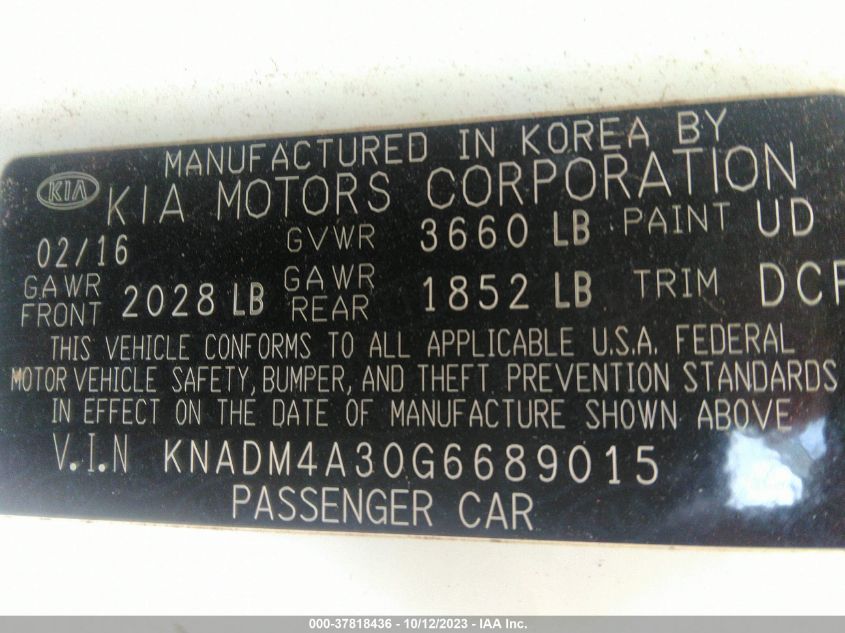 MANUFACTURED IN KOREA BY
KIA KIA MOTORS CORPORATION
02/16 GVWR 3660 LB PAINT UD
GAWR FRONT 2028 LB GAWR REAR 1852 LB TRIM
THIS VEHICLE CONFORMS TO ALL APPLICABLE U.S.A. FEDERAL
MOTOR VEHICLE SAFETY, BUMPER, AND THEFT PREVENTION STANDARDS
IN EFFECT ON THE DATE OF MANUFACTURE SHOWN ABOVE
V.I.N KNADM4A30G6689015
PASSENGER CAR
000-37818436 - 10/12/2023 - IAA Inc.